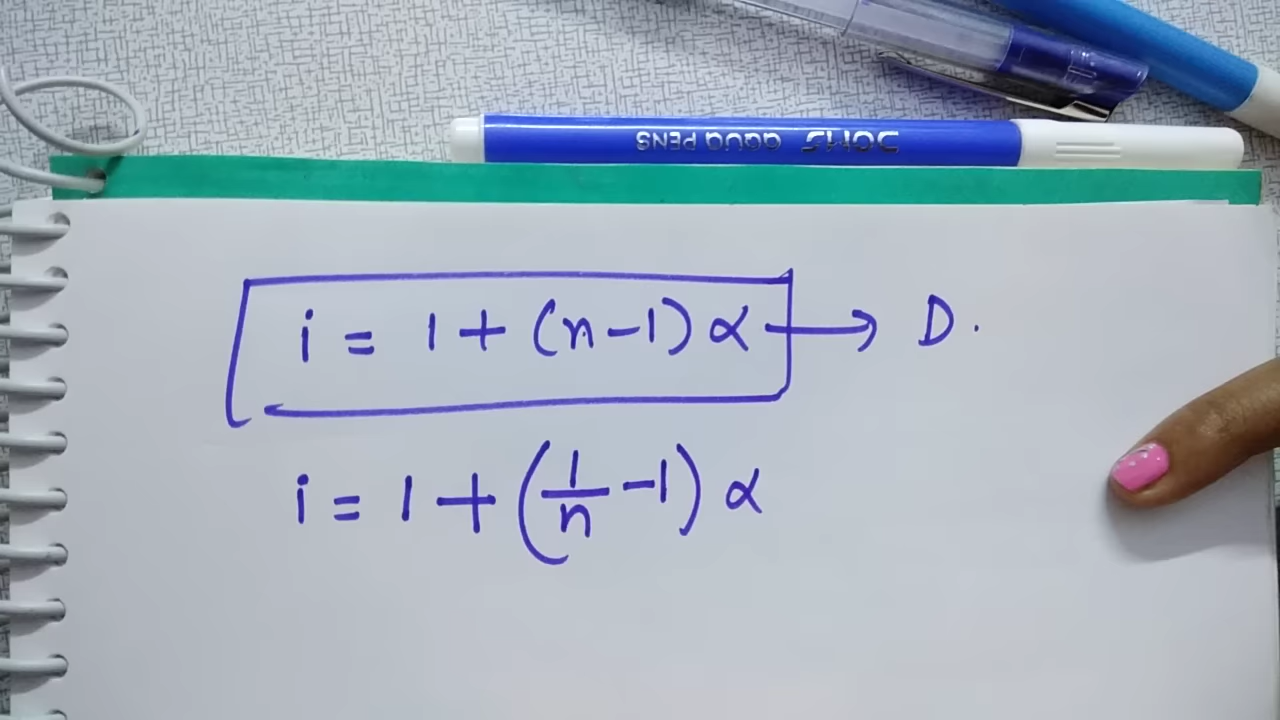 DOMS AQUA PENS
i = 1 + (n-1) α → D.
i = 1 + (1/n -1) α